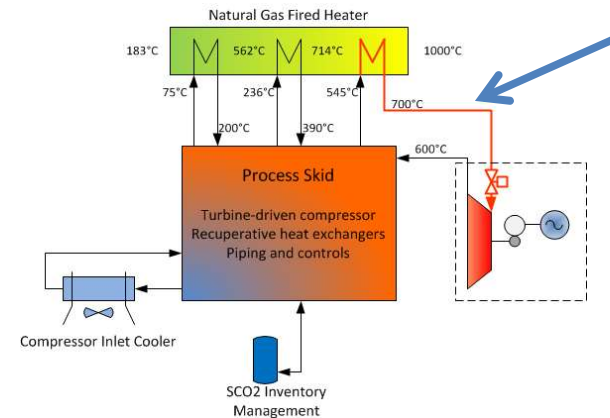 Natural Gas Fired Heater
183°C
562°C
714°C
1000°C
75°C
236°C
545°C
700°C
200°C
390°C
600°C
Process Skid
Turbine-driven compressor
Recuperative heat exchangers
Piping and controls
Compressor Inlet Cooler
SCO2 Inventory
Management